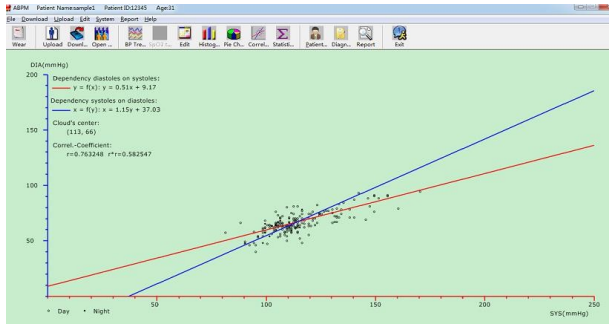 ABPM Patient Name:sample1 Patient ID:12345 Age:31
File Download Upload Edit System Report Help
Wear Upload Downl... Open ... BP Tre... SpO2 t... Edit Histog... Pie Ch... Correl... Statisti... Patient... Diagn... Report Exit
DIA(mmHg)
200
Dependency diastoles on systoles:
y = f(x): y = 0.51x + 9.17
Dependency systoles on diastoles:
x = f(y): x = 1.15y + 37.03
Cloud's center:
(113, 66)
150
Correl.-Coefficient:
r=0.763248 r*r=0.582547
100
50
50 100 150 200 250
Day Night
SYS(mmHg)